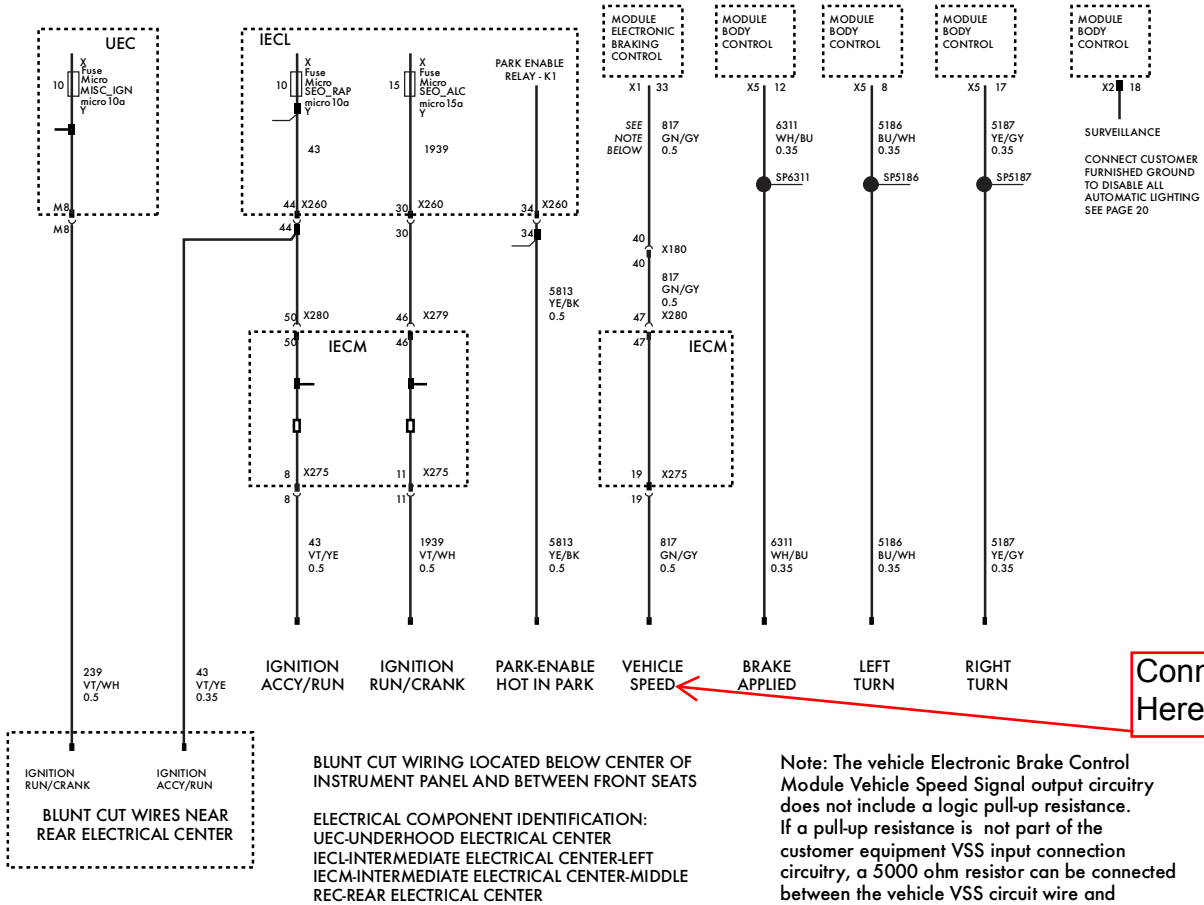 UEC
10
X
Fuse
Micro
MISC_IGN
micro10a
Y
M8
M8
IECL
10
X
Fuse
Micro
SEO_RAP
micro10a
Y
15
X
Fuse
Micro
SEO_ALC
micro15a
Y
PARK ENABLE
RELAY - K1
43
1939
44 X260
30 X260
34 X260
44
30
34
MODULE
ELECTRONIC
BRAKING
CONTROL
X1 33
SEE
NOTE
BELOW
817
GN/GY
0.5
MODULE
BODY
CONTROL
X5 12
6311
WH/BU
0.35
SP6311
MODULE
BODY
CONTROL
X5 8
5186
BU/WH
0.35
SP5186
MODULE
BODY
CONTROL
X5 17
5187
YE/GY
0.35
SP5187
MODULE
BODY
CONTROL
X2 18
SURVEILLANCE
CONNECT CUSTOMER
FURNISHED GROUND
TO DISABLE ALL
AUTOMATIC LIGHTING
SEE PAGE 20
40
X180
40
817
GN/GY
0.5
5813
YE/BK
0.5
50 X280
46 X279
47 X280
50
46
47
IECM
IECM
8 X275
11 X275
19 X275
8
11
19
43
VT/YE
0.5
1939
VT/WH
0.5
5813
YE/BK
0.5
817
GN/GY
0.5
6311
WH/BU
0.35
5186
BU/WH
0.35
5187
YE/GY
0.35
239
VT/WH
0.5
43
VT/YE
0.35
IGNITION
ACCY/RUN
IGNITION
RUN/CRANK
PARK-ENABLE
HOT IN PARK
VEHICLE
SPEED
BRAKE
APPLIED
LEFT
TURN
RIGHT
TURN
Conn
Here
IGNITION
RUN/CRANK
IGNITION
ACCY/RUN
BLUNT CUT WIRES NEAR
REAR ELECTRICAL CENTER
BLUNT CUT WIRING LOCATED BELOW CENTER OF
INSTRUMENT PANEL AND BETWEEN FRONT SEATS
ELECTRICAL COMPONENT IDENTIFICATION:
UEC-UNDERHOOD ELECTRICAL CENTER
IECL-INTERMEDIATE ELECTRICAL CENTER-LEFT
IECM-INTERMEDIATE ELECTRICAL CENTER-MIDDLE
REC-REAR ELECTRICAL CENTER
Note: The vehicle Electronic Brake Control
Module Vehicle Speed Signal output circuitry
does not include a logic pull-up resistance.
If a pull-up resistance is not part of the
customer equipment VSS input connection
circuitry, a 5000 ohm resistor can be connected
between the vehicle VSS circuit wire and